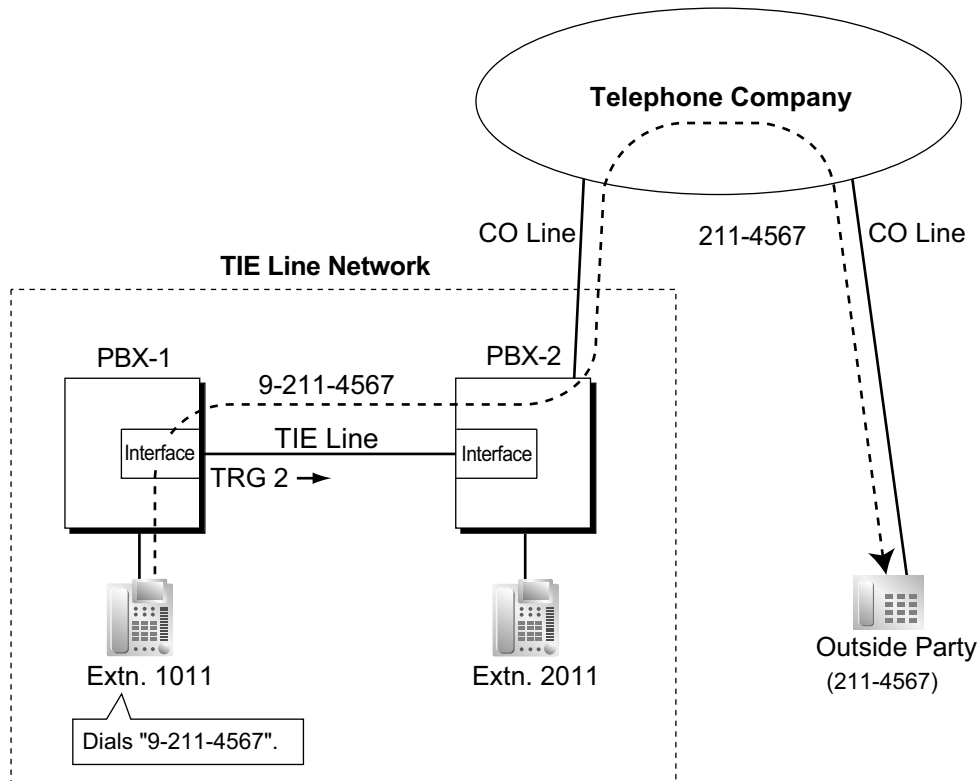 Telephone Company
CO Line
211-4567
CO Line
TIE Line Network
PBX-1
PBX-2
9-211-4567
Interface
TIE Line
Interface
TRG 2
Extn. 1011
Extn. 2011
Outside Party
(211-4567)
Dials "9-211-4567".